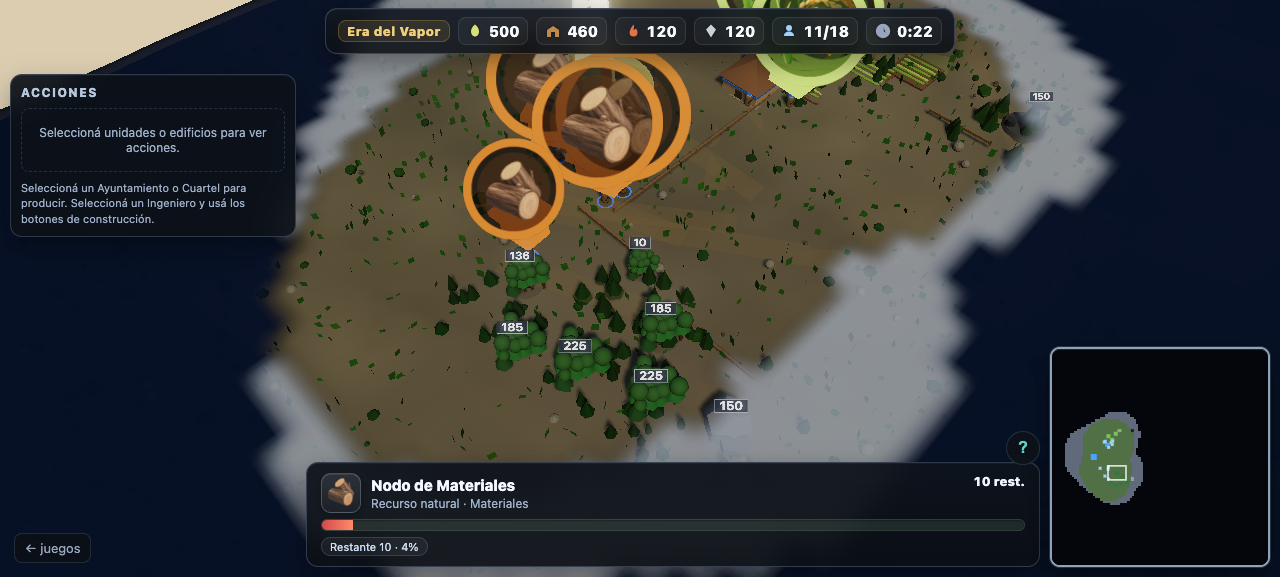 Era del Vapor 500 460 120 120 11/18 0:22
ACCIONES
Seleccioná unidades o edificios para ver
acciones.
Seleccioná un Ayuntamiento o Cuartel para
producir. Seleccioná un Ingeniero y usá los
botones de construcción.
150
10
136
185
185
225
225
150
?
Nodo de Materiales
10 rest.
Recurso natural · Materiales
Restante 10 · 4%
← juegos